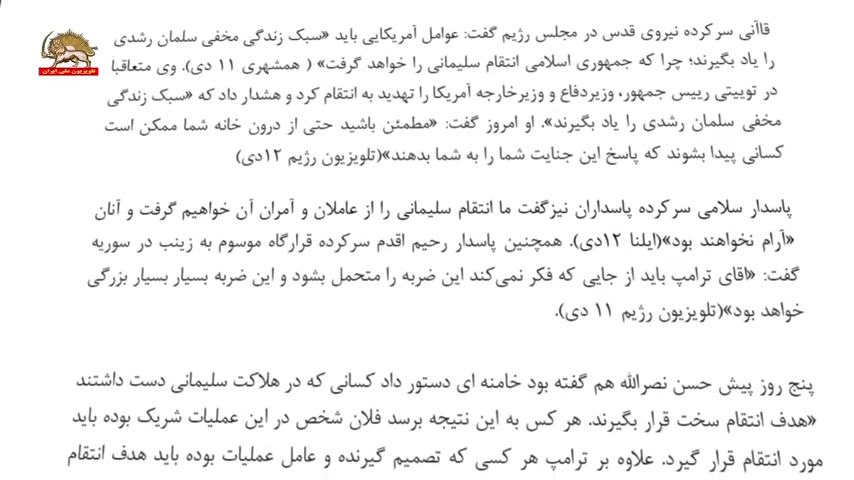 تلویزیون ملی ایران
قاآنی سرکرده نیروی قدس در مجلس رژیم گفت: عوامل آمریکایی باید «سبک زندگی مخفی سلمان رشدی
را یاد بگیرند؛ چرا که جمهوری اسلامی انتقام سلیمانی را خواهد گرفت» ( همشهری ۱۱ دی). وی متعاقبا
در توییتی رییس جمهور، وزیردفاع و وزیرخارجه آمریکا را تهدید به انتقام کرد و هشدار داد که «سبک زندگی
مخفی سلمان رشدی را یاد بگیرند». او امروز گفت: «مطمئن باشید حتی از درون خانه شما ممکن است
کسانی پیدا بشوند که پاسخ این جنایت شما را به شما بدهند»(تلویزیون رژیم ۱۲دی)
پاسدار سلامی سرکرده پاسداران نیزگفت ما انتقام سلیمانی را از عاملان و آمران آن خواهیم گرفت و آنان
«آرام نخواهند بود»(ایلنا ۱۲دی). همچنین پاسدار رحیم اقدم سرکرده قرارگاه موسوم به زینب در سوریه
گفت: «اقای ترامپ باید از جایی که فکر نمی‌کند این ضربه را متحمل بشود و این ضربه بسیار بسیار بزرگی
خواهد بود»(تلویزیون رژیم ۱۱ دی).
پنج روز پیش حسن نصرالله هم گفته بود خامنه ای دستور داد کسانی که در هلاکت سلیمانی دست داشتند
«هدف انتقام سخت قرار بگیرند. هر کس به این نتیجه برسد فلان شخص در این عملیات شریک بوده باید
مورد انتقام قرار گیرد. علاوه بر ترامپ هر کسی که تصمیم گیرنده و عامل عملیات بوده باید هدف انتقام